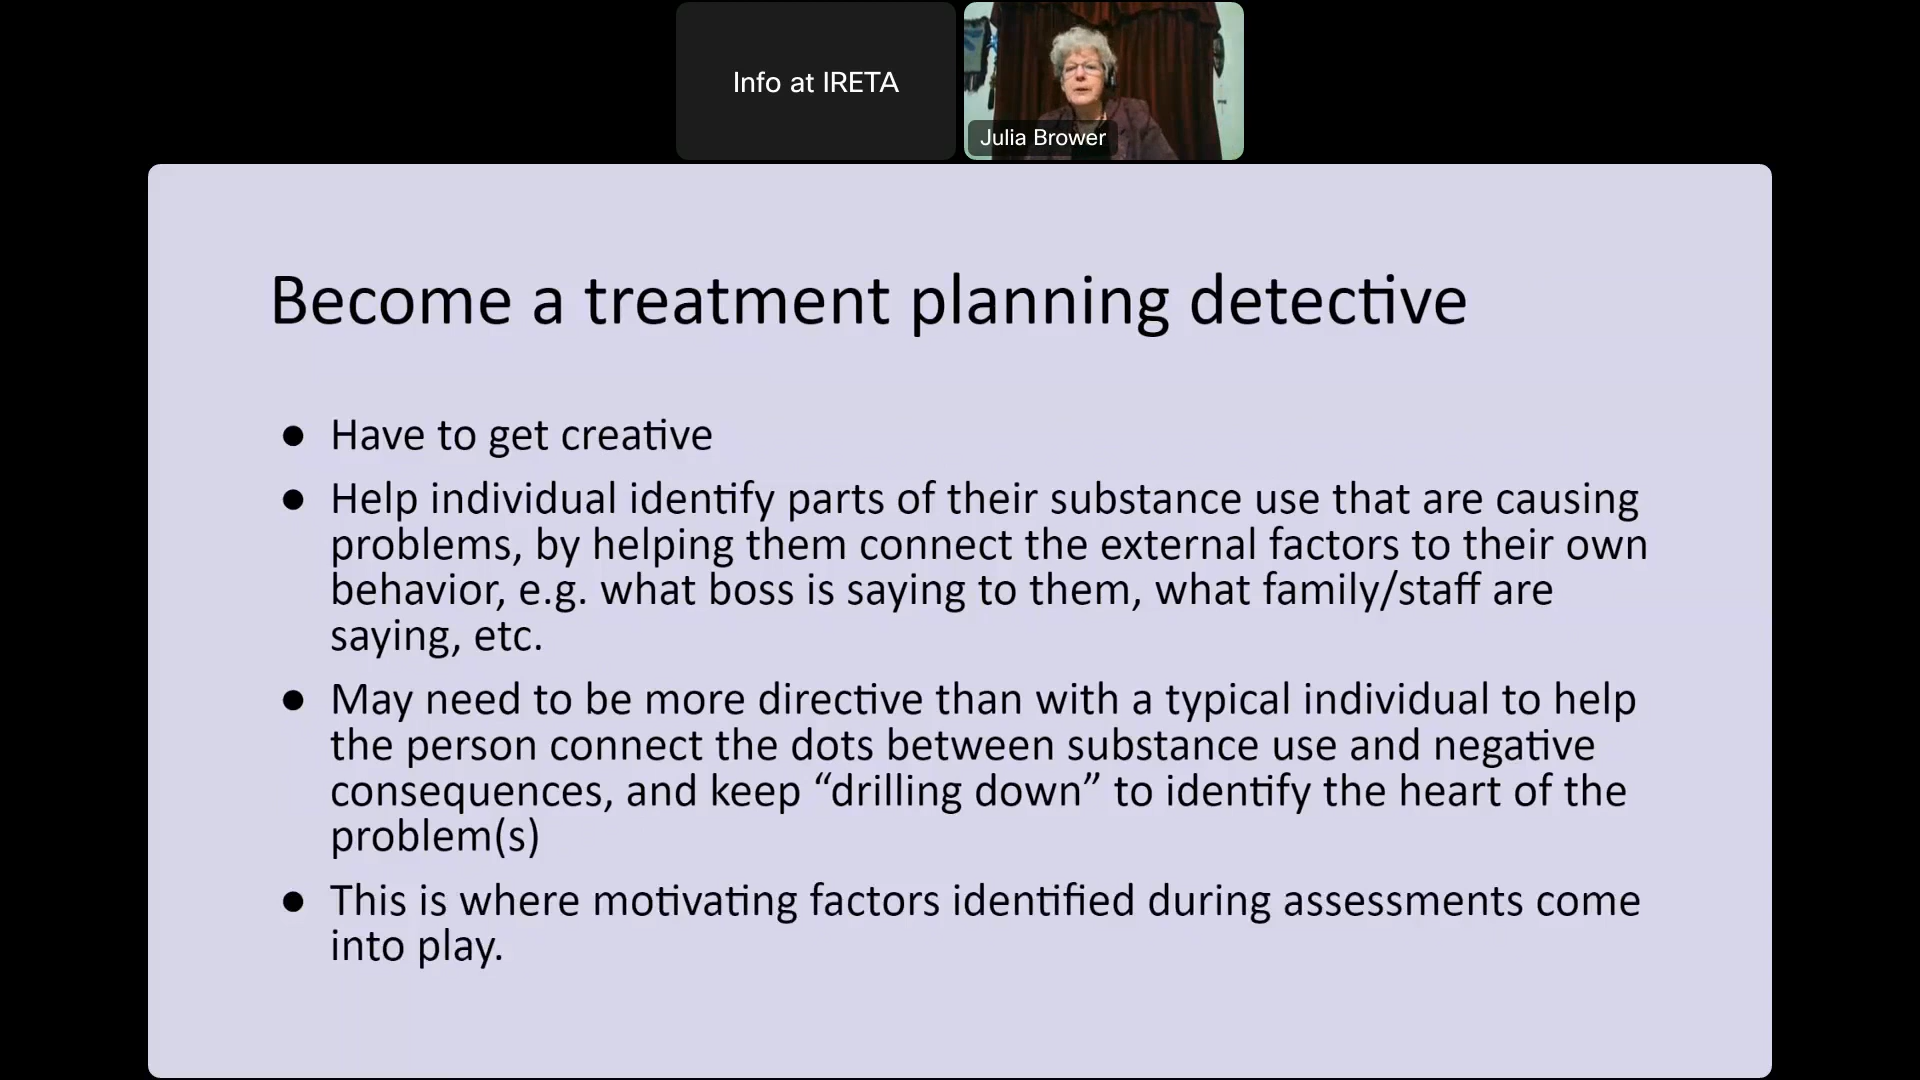 Info at IRETA
Julia Brower
Become a treatment planning detective
● Have to get creative
● Help individual identify parts of their substance use that are causing
problems, by helping them connect the external factors to their own
behavior, e.g. what boss is saying to them, what family/staff are
saying, etc.
● May need to be more directive than with a typical individual to help
the person connect the dots between substance use and negative
consequences, and keep “drilling down” to identify the heart of the
problem(s)
● This is where motivating factors identified during assessments come
into play.